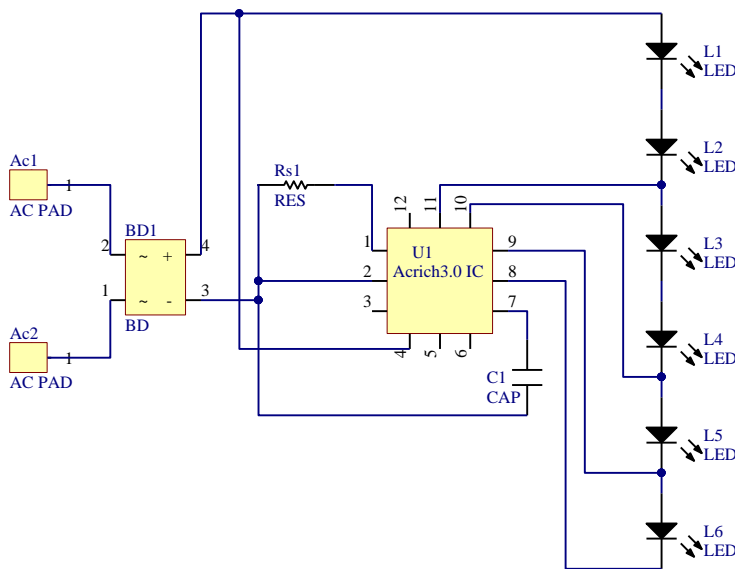 L1
LED
L2
LED
Ac1
1
AC PAD
Rs1
RES
12
11
10
BD1
2
4
~ +
1
3
~ -
BD
1
2
3
U1
Acrich3.0 IC
9
8
7
4
5
6
L3
LED
L4
LED
Ac2
1
AC PAD
C1
CAP
L5
LED
L6
LED